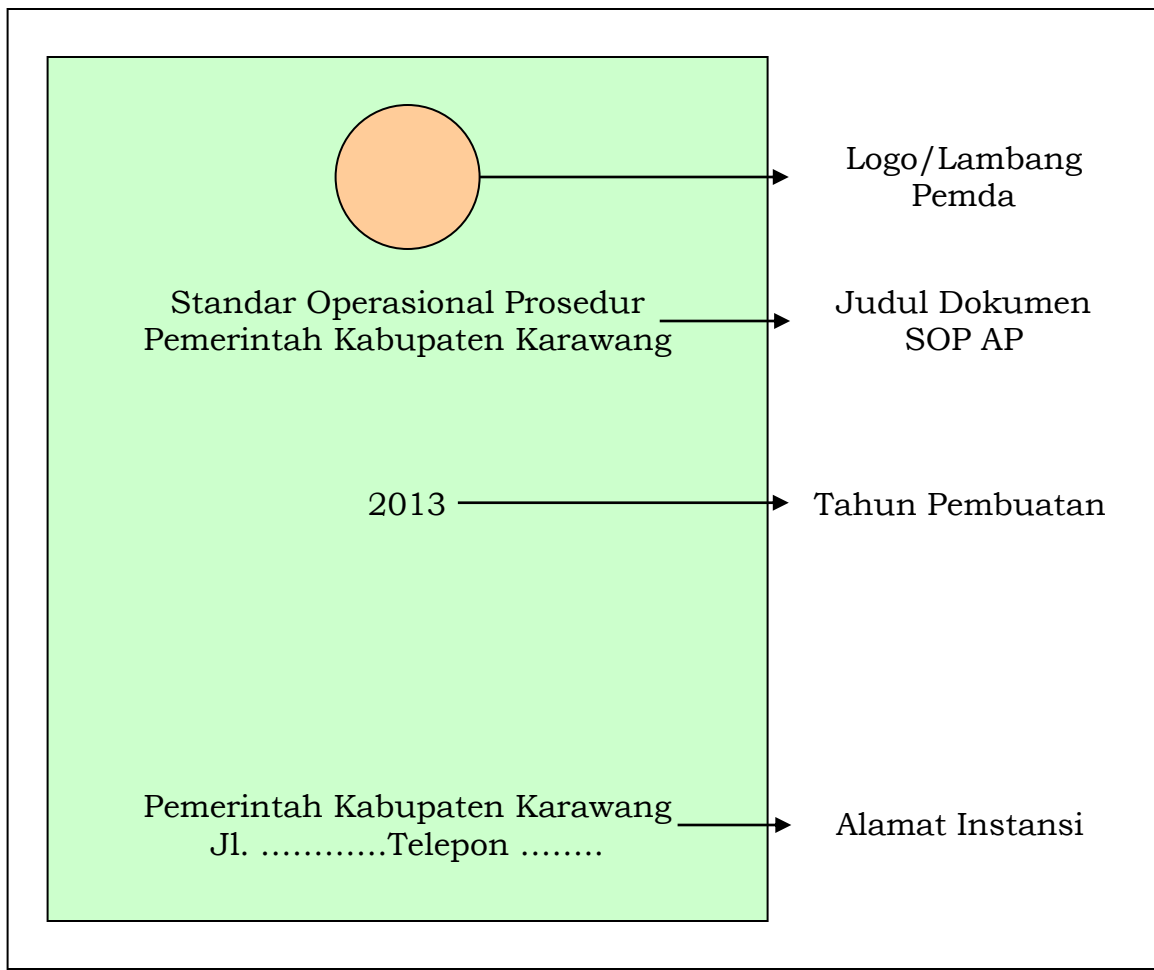 Logo/Lambang
Pemda
Standar Operasional Prosedur
Pemerintah Kabupaten Karawang
Judul Dokumen
SOP AP
2013
Tahun Pembuatan
Pemerintah Kabupaten Karawang
Jl. …………Telepon ……..
Alamat Instansi